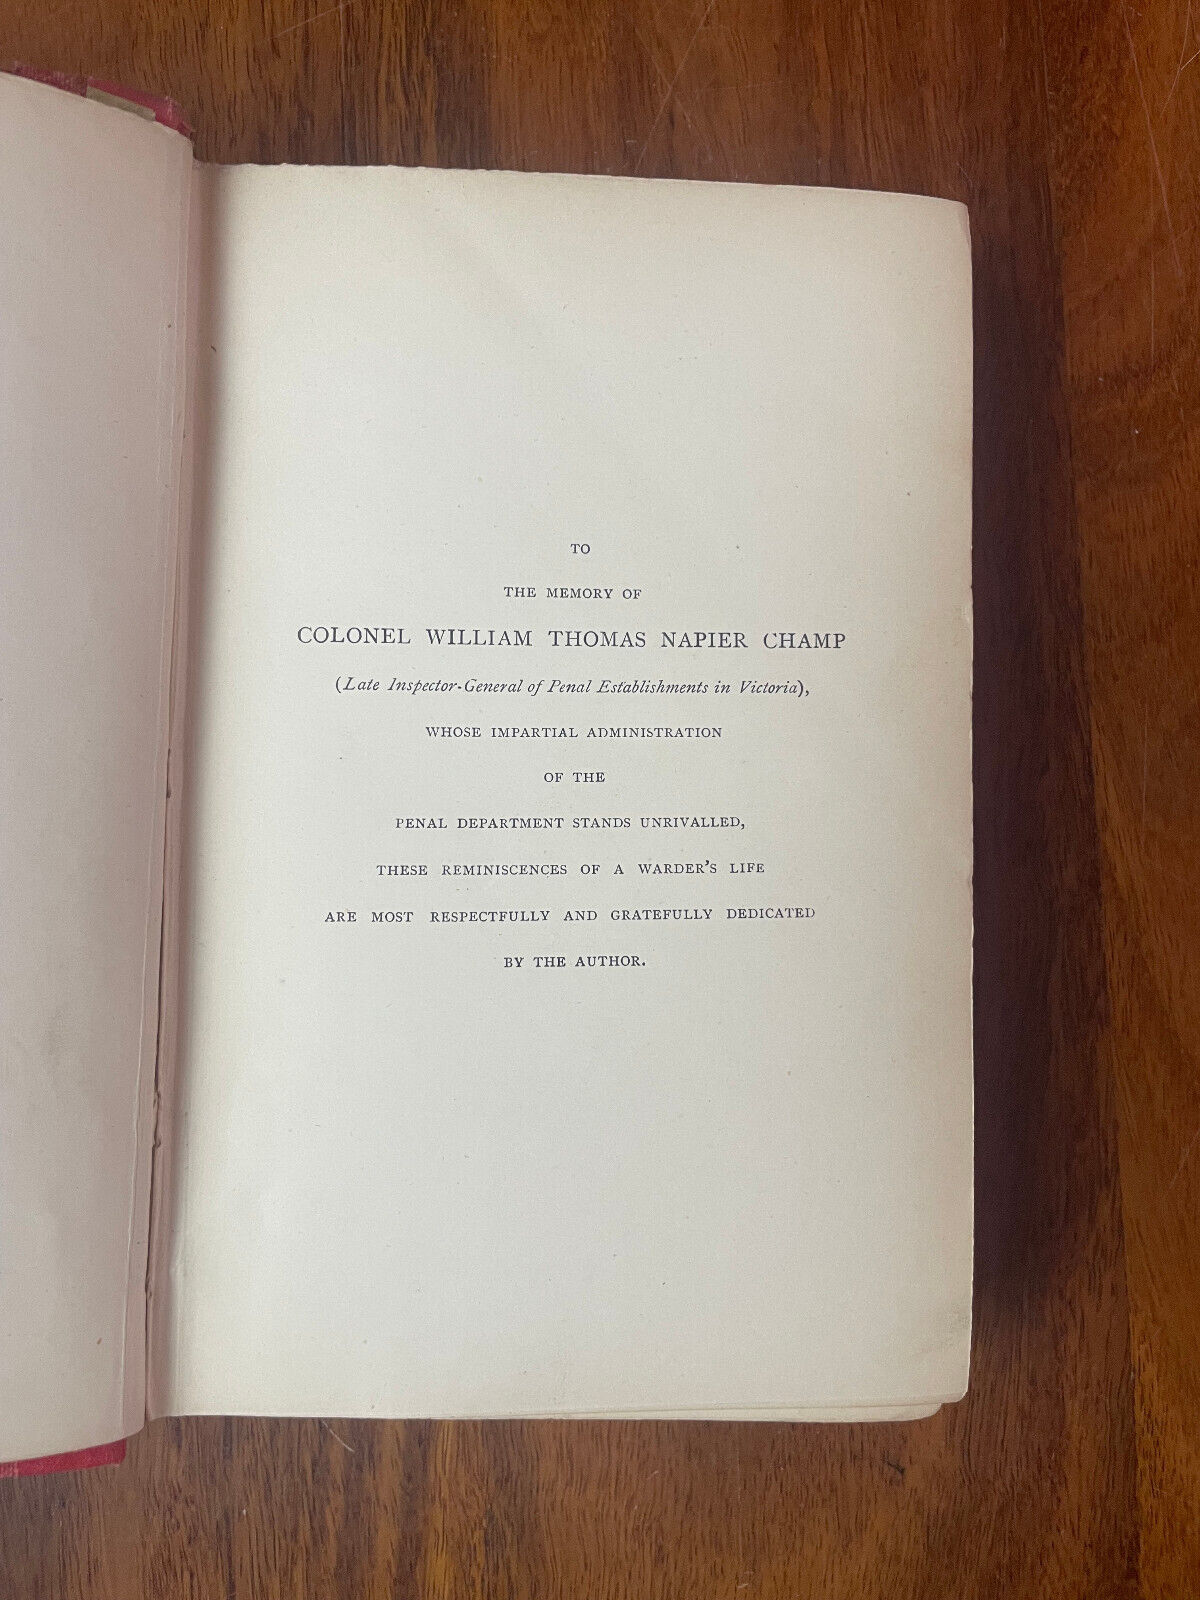 TO
THE MEMORY OF
COLONEL WILLIAM THOMAS NAPIER CHAMP
(Late Inspector-General of Penal Establishments in Victoria),
WHOSE IMPARTIAL ADMINISTRATION
OF THE
PENAL DEPARTMENT STANDS UNRIVALLED,
THESE REMINISCENCES OF A WARDER'S LIFE
ARE MOST RESPECTFULLY AND GRATEFULLY DEDICATED
BY THE AUTHOR.